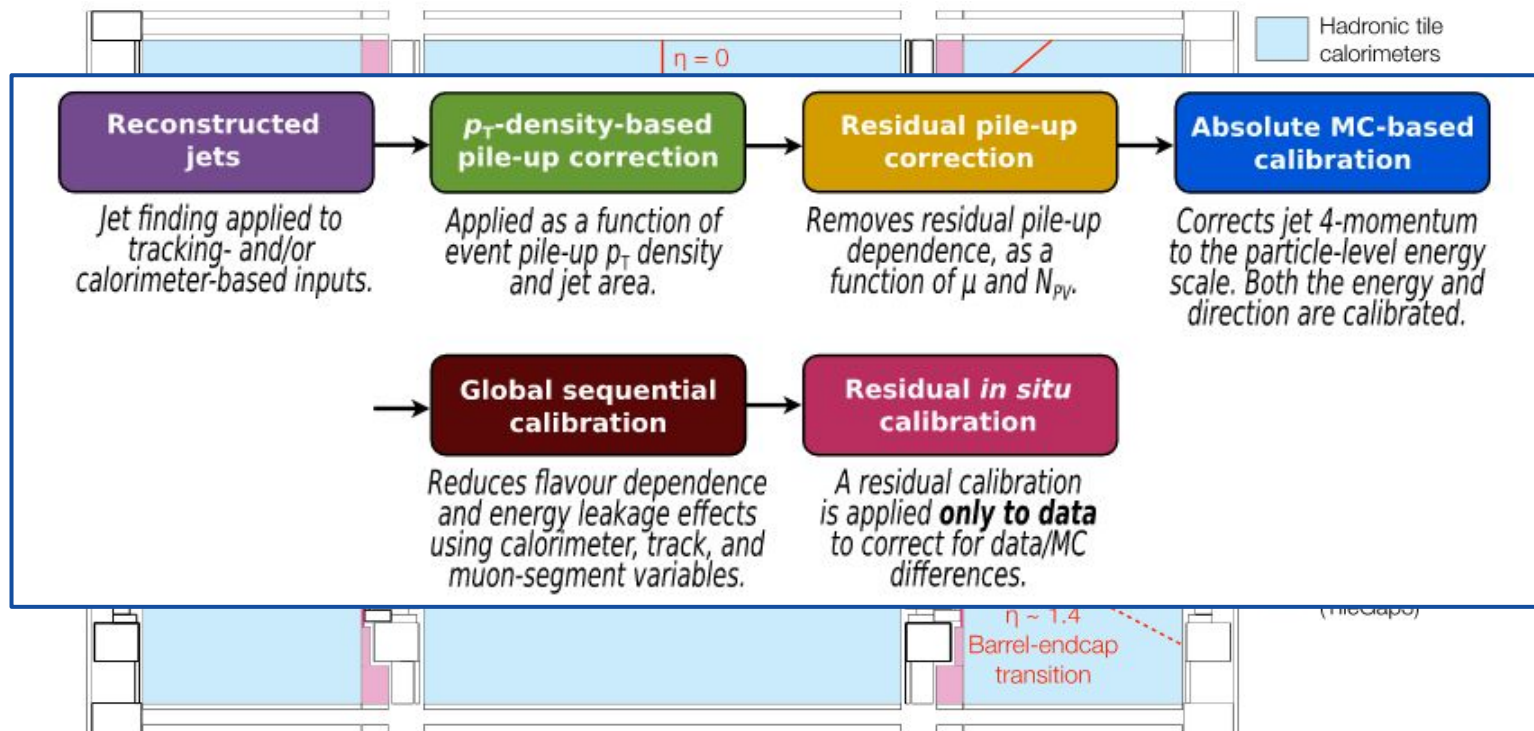 Hadronic tile
calorimeters
η = 0
Reconstructed
jets
Jet finding applied to
tracking- and/or
calorimeter-based inputs.
pT-density-based
pile-up correction
Applied as a function of
event pile-up pT density
and jet area.
Residual pile-up
correction
Removes residual pile-up
dependence, as a
function of μ and NPV.
Absolute MC-based
calibration
Corrects jet 4-momentum
to the particle-level energy
scale. Both the energy and
direction are calibrated.
Global sequential
calibration
Reduces flavour dependence
and energy leakage effects
using calorimeter, track, and
muon-segment variables.
Residual in situ
calibration
A residual calibration
is applied only to data
to correct for data/MC
differences.
η ~ 1.4
Barrel-endcap
transition